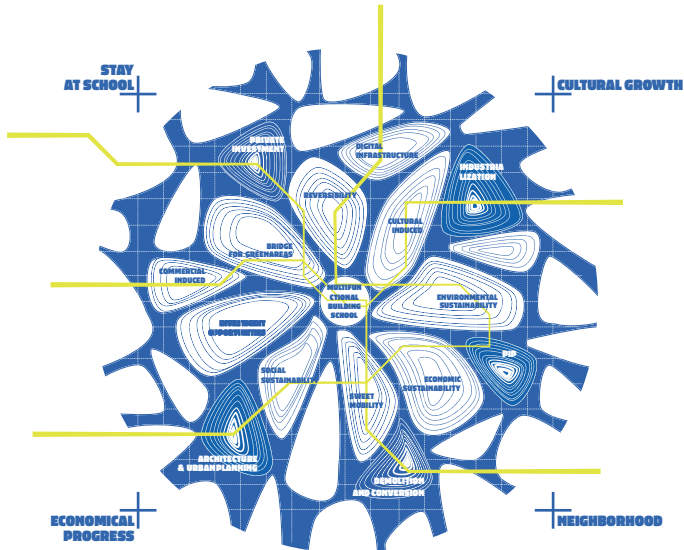 STAY
AT SCHOOL
CULTURAL GROWTH
PRIVATE
INVESTMENT
DIGITAL
INFRASTRUCTURE
INDUSTRIA
LIZATION
REVERSIBILITY
CULTURAL
INDUCED
BRIDGE
FOR GREENAREAS
COMMERCIAL
INDUCED
MULTIFUN
CTIONAL
BUILDING
SCHOOL
ENVIRONMENTAL
SUSTAINABILITY
INVESTMENT
OPPORTUNITIES
PIP
SOCIAL
SUSTAINABILITY
ECONOMIC
SUSTAINABILITY
SWEET
MOBILITY
ARCHITECTURE
& URBANPLANNING
DEMOLITION
AND CONVERSION
ECONOMICAL
PROGRESS
NEIGHBORHOOD